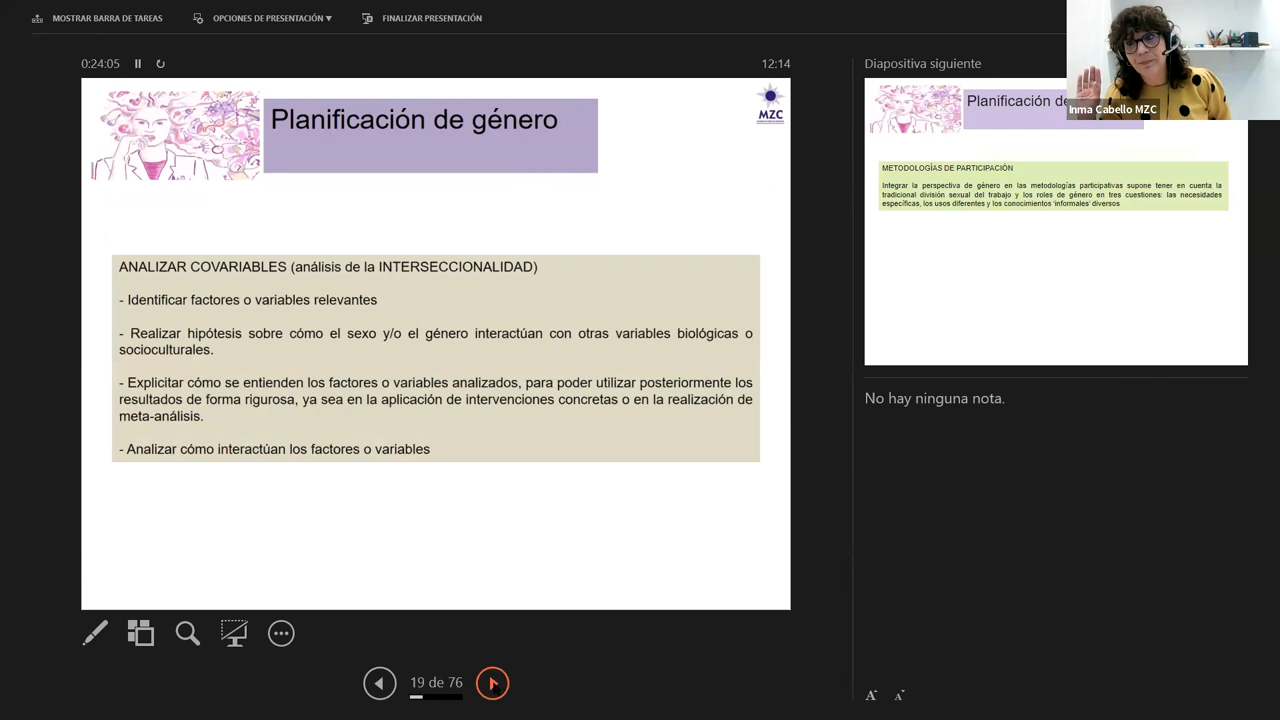 MOSTRAR BARRA DE TAREAS
OPCIONES DE PRESENTACIÓN ▼
FINALIZAR PRESENTACIÓN
0:24:05
12:14
Planificación de género
MZC
ANALIZAR COVARIABLES (análisis de la INTERSECCIONALIDAD)
- Identificar factores o variables relevantes
- Realizar hipótesis sobre cómo el sexo y/o el género interactúan con otras variables biológicas o
socioculturales.
- Explicitar cómo se entienden los factores o variables analizados, para poder utilizar posteriormente los
resultados de forma rigurosa, ya sea en la aplicación de intervenciones concretas o en la realización de
meta-análisis.
- Analizar cómo interactúan los factores o variables
19 de 76
Diapositiva siguiente
Inma Cabello MZC
Planificación de
METODOLOGÍAS DE PARTICIPACIÓN
Integrar la perspectiva de género en las metodologías participativas supone tener en cuenta la
tradicional división sexual del trabajo y los roles de género en tres cuestiones: las necesidades
específicas, los usos diferentes y los conocimientos 'informales' diversos
No hay ninguna nota.
A A